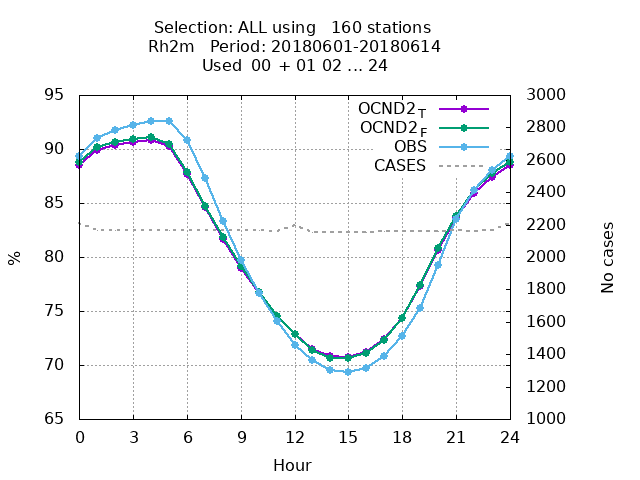 Selection: ALL using   160 stations
Rh2m   Period: 20180601-20180614
Used  00 + 01 02 ... 24
OCND2 T
OCND2 F
OBS
CASES
95
90
85
80
75
70
65
%
3000
2800
2600
2400
2200
2000
1800
1600
1400
1200
1000
No cases
0 3 6 9 12 15 18 21 24
Hour